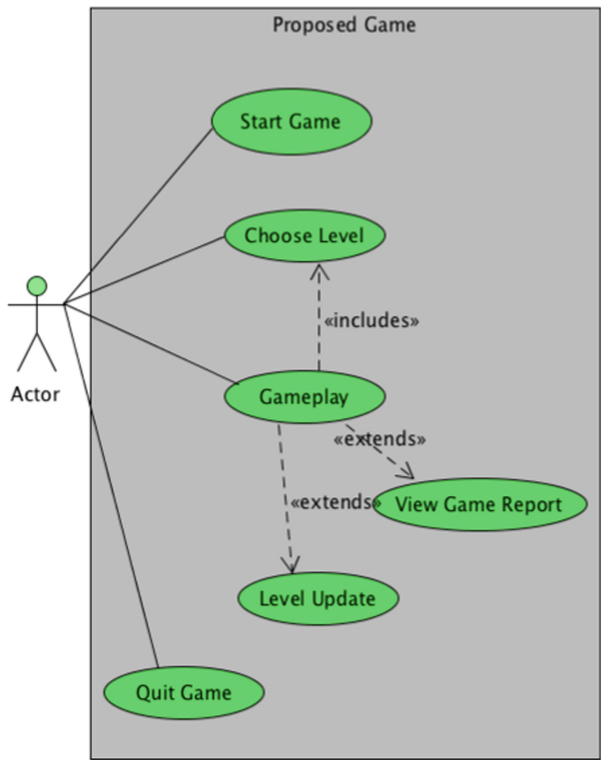 Proposed Game
Start Game
Choose Level
«includes»
Actor
Gameplay
«extends»
«extends»
View Game Report
Level Update
Quit Game